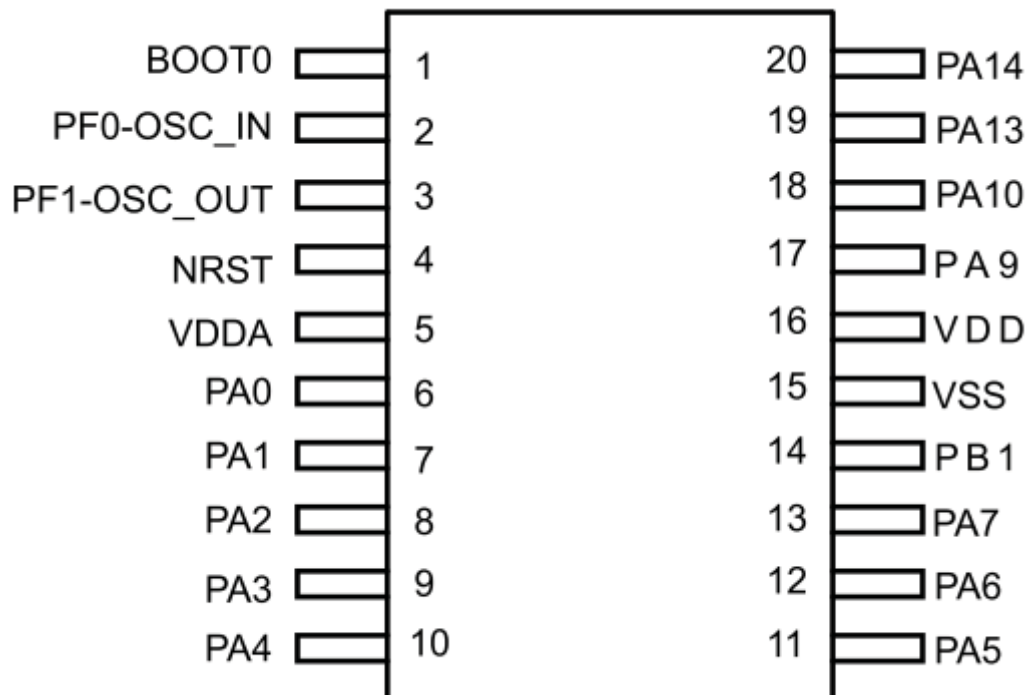 BOOT0 1 20 PA14
PF0-OSC_IN 2 19 PA13
PF1-OSC_OUT 3 18 PA10
NRST 4 17 PA9
VDDA 5 16 VDD
PA0 6 15 VSS
PA1 7 14 PB1
PA2 8 13 PA7
PA3 9 12 PA6
PA4 10 11 PA5